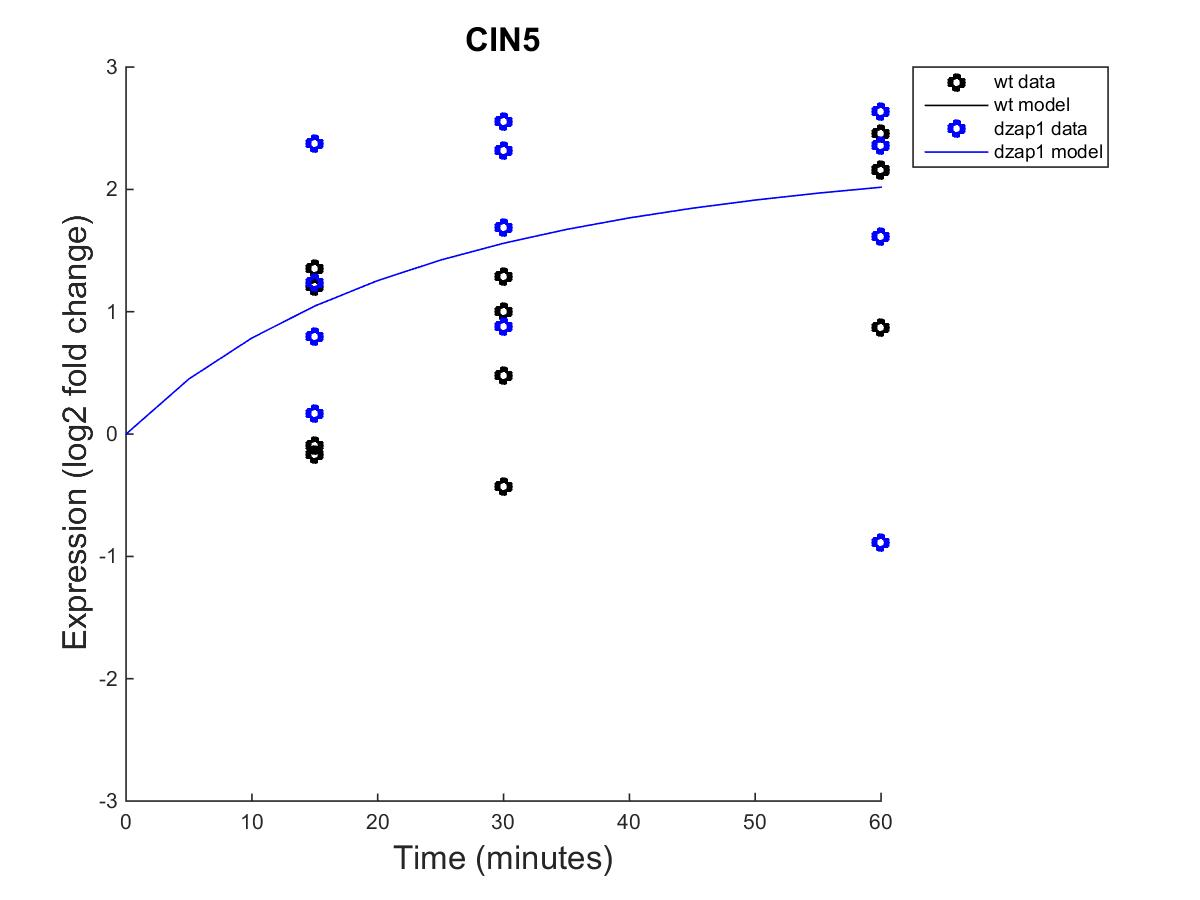 CIN5
3
2
1
0
-1
-2
-3
0 10 20 30 40 50 60
Time (minutes)
Expression (log2 fold change)
wt data
wt model
dzap1 data
dzap1 model